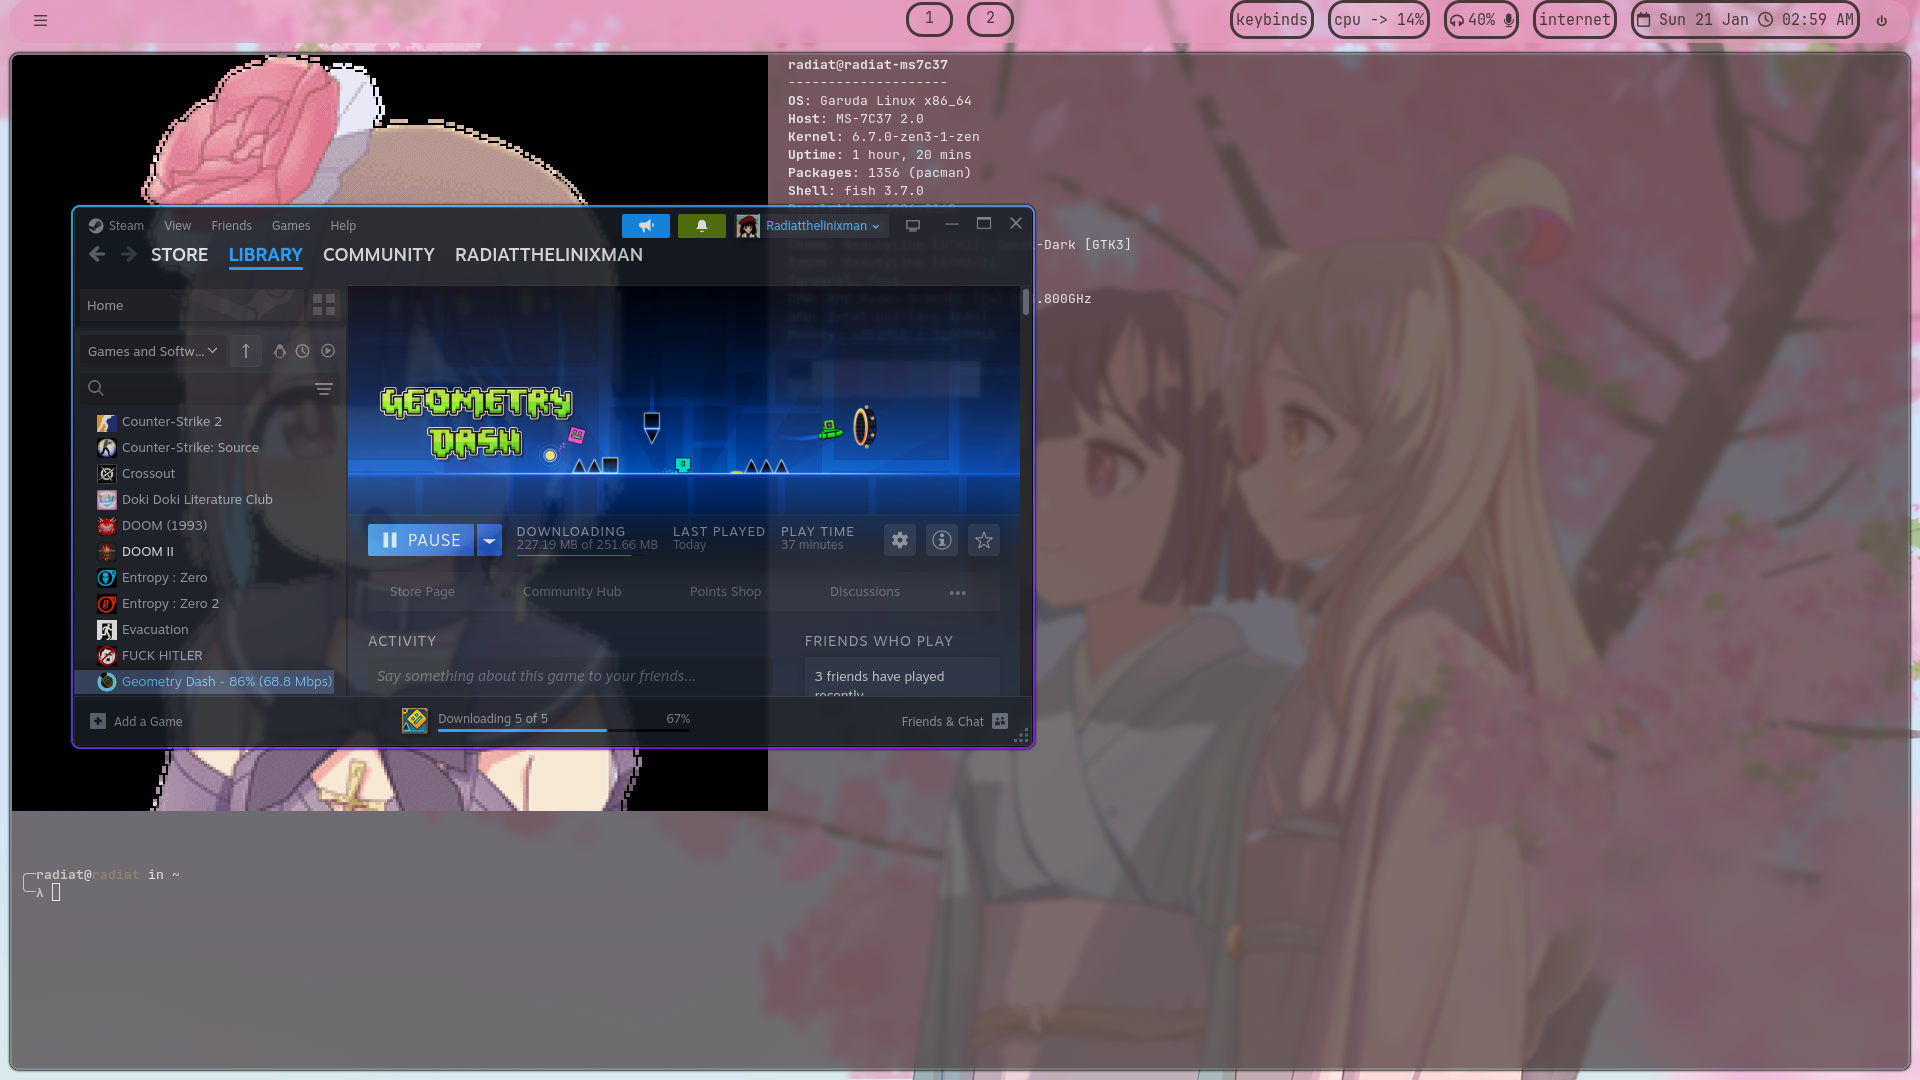 1
2
keybinds
cpu -> 14%
40%
internet
Sun 21 Jan 02:59 AM
radiat@radiat-ms7c37
--------------------
OS: Garuda Linux x86_64
Host: MS-7C37 2.0
Kernel: 6.7.0-zen3-1-zen
Uptime: 1 hour, 20 mins
Packages: 1356 (pacman)
Shell: fish 3.7.0
-Dark [GTK3]
.800GHz
Steam View Friends Games Help
Radiatthelinixman
STORE LIBRARY COMMUNITY RADIATTHELINIXMAN
Home
Games and Softw...
Counter-Strike 2
Counter-Strike: Source
Crossout
Doki Doki Literature Club
DOOM (1993)
DOOM II
Entropy : Zero
Entropy : Zero 2
Evacuation
FUCK HITLER
Geometry Dash - 86% (68.8 Mbps)
GEOMETRY
DASH
PAUSE
DOWNLOADING
227.19 MB of 251.66 MB
LAST PLAYED
Today
PLAY TIME
37 minutes
Store Page
Community Hub
Points Shop
Discussions
ACTIVITY
Say something about this game to your friends...
FRIENDS WHO PLAY
3 friends have played
recently
Add a Game
Downloading 5 of 5
67%
Friends & Chat
radiat@radiat in ~
λ